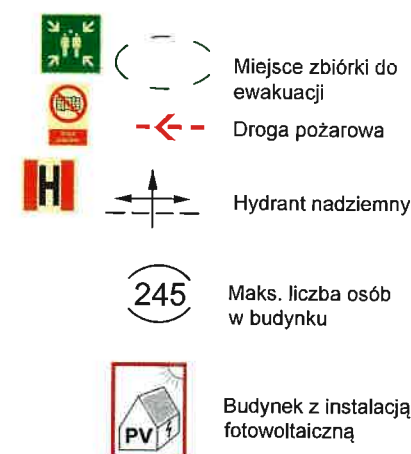 Miejsce zbiórki do
ewakuacji
Droga pożarowa
H
Hydrant nadziemny
245
Maks. liczba osób
w budynku
PV
Budynek z instalacją
fotowoltaiczną